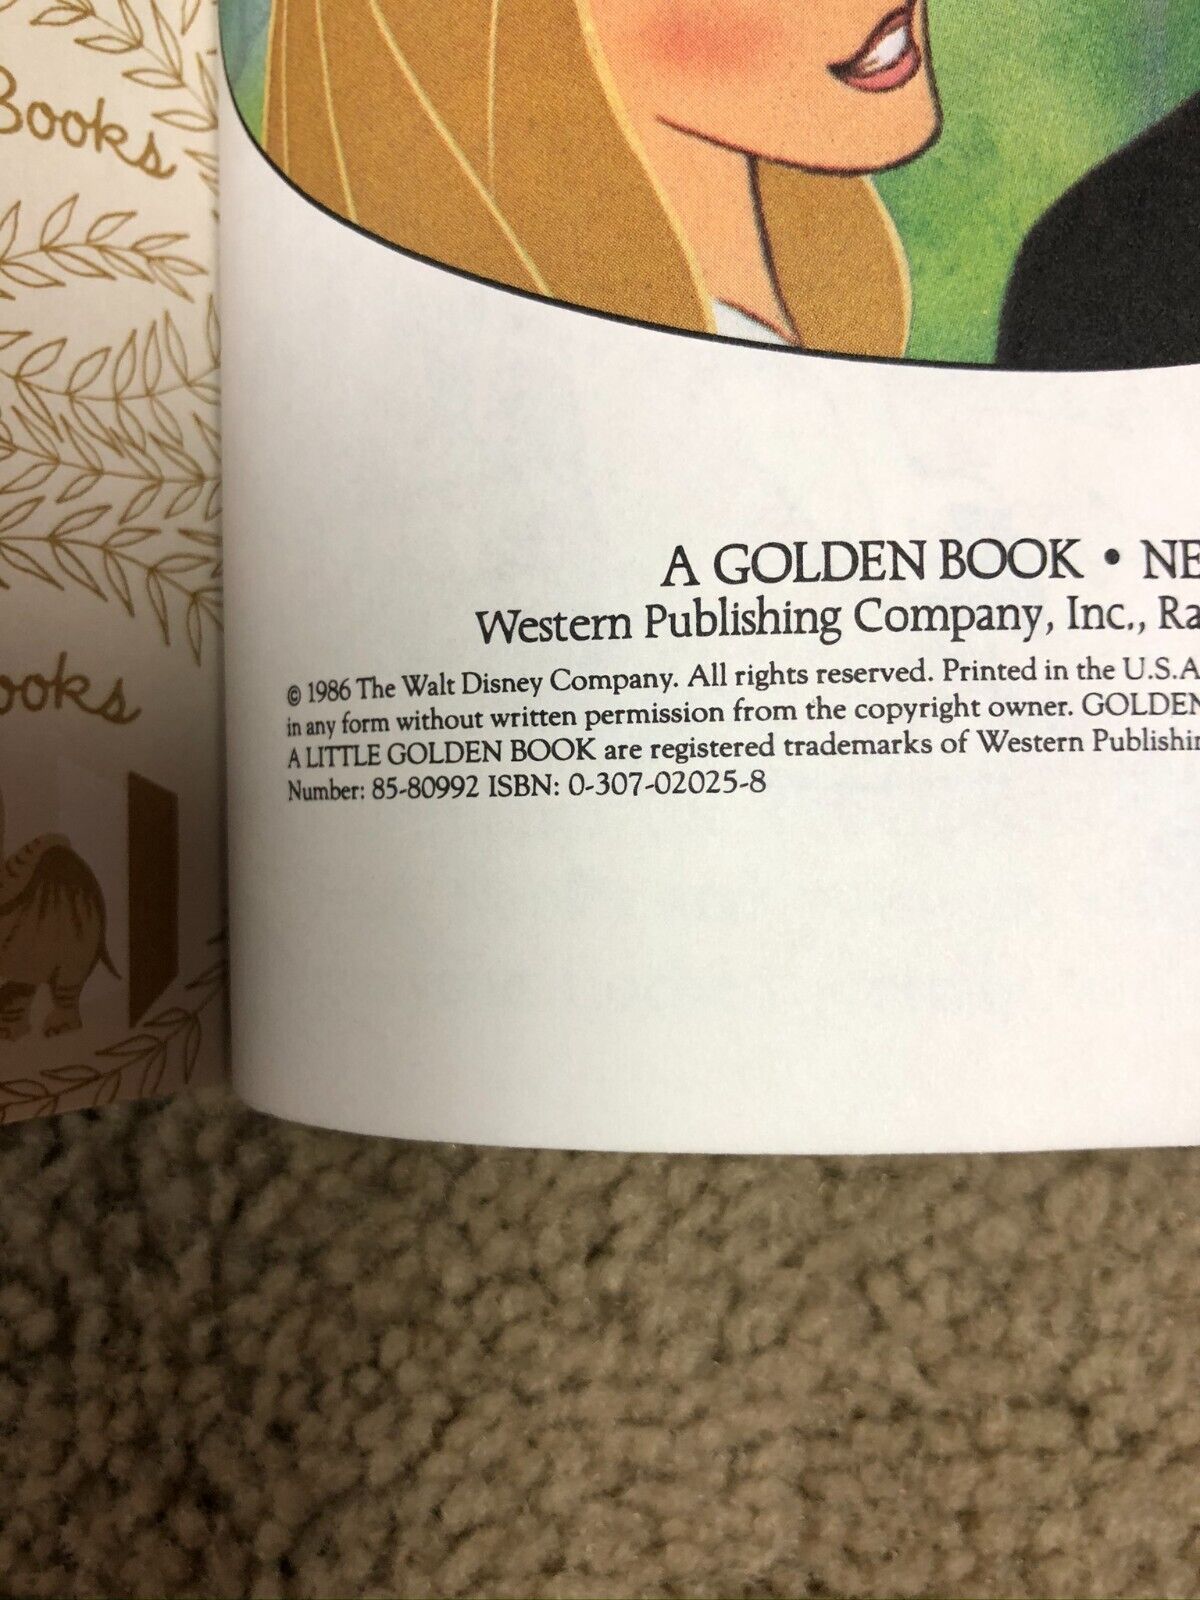 Books
A GOLDEN BOOK • NE
Western Publishing Company, Inc., Ra
© 1986 The Walt Disney Company. All rights reserved. Printed in the U.S.A
in any form without written permission from the copyright owner. GOLDEN
A LITTLE GOLDEN BOOK are registered trademarks of Western Publishin
Number: 85-80992 ISBN: 0-307-02025-8
ooks